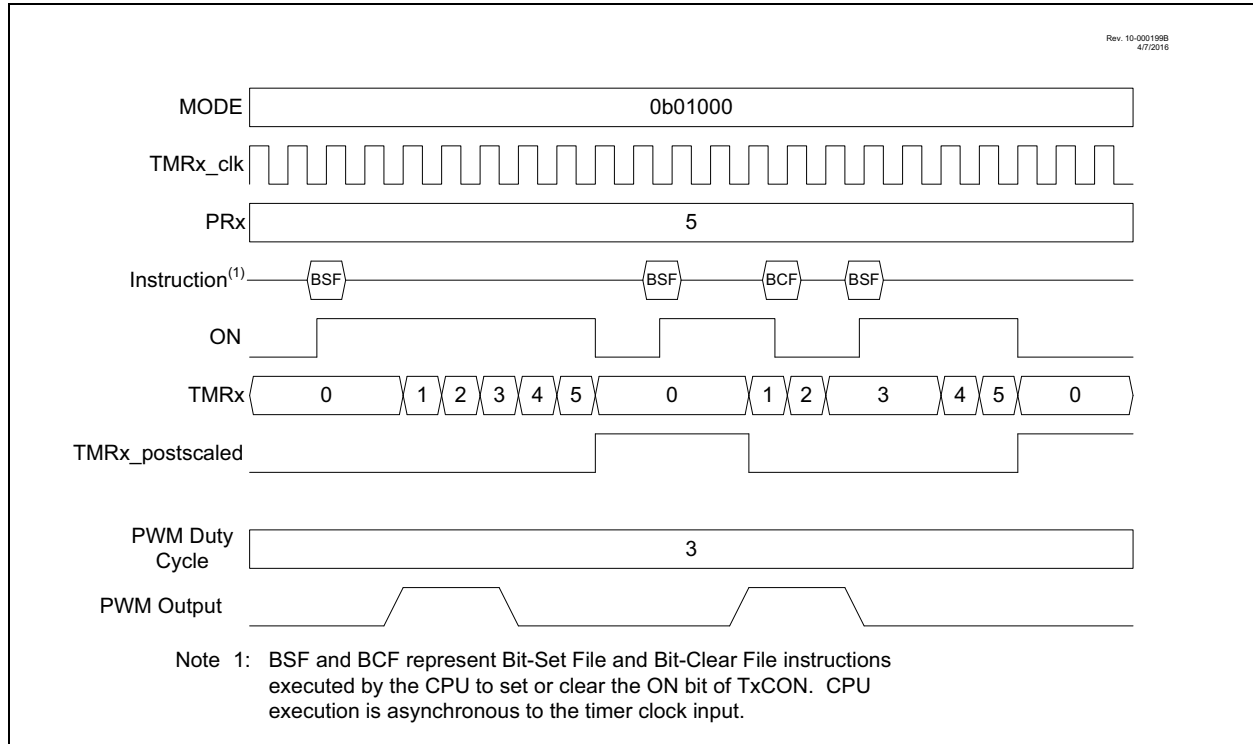 Rev. 10-000199B
4/7/2016
MODE 0b01000
TMRx_clk
PRx 5
Instruction(1) BSF BSF BCF BSF
ON
TMRx 0 1 2 3 4 5 0 1 2 3 4 5 0
TMRx_postscaled
PWM Duty
Cycle 3
PWM Output
Note 1: BSF and BCF represent Bit-Set File and Bit-Clear File instructions
executed by the CPU to set or clear the ON bit of TxCON. CPU
execution is asynchronous to the timer clock input.